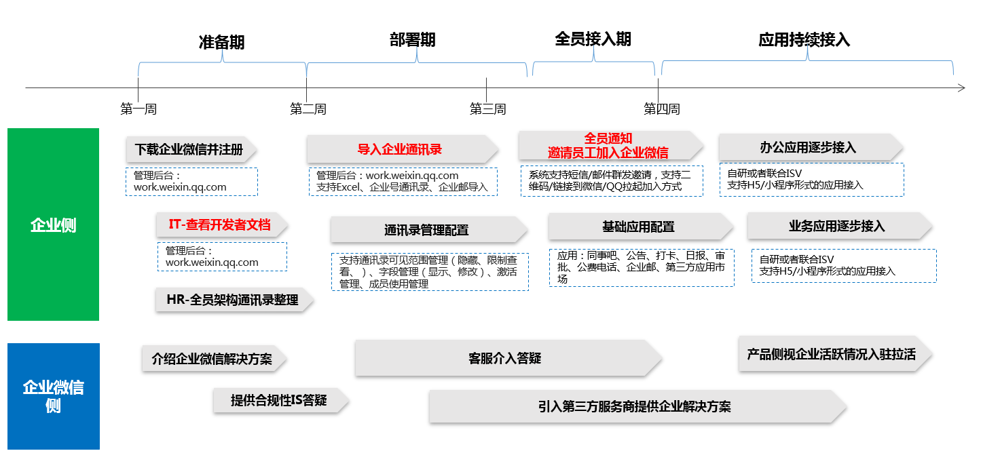 准备期
部署期
全员接入期
应用持续接入
第一周
第二周
第三周
第四周
企业侧
下载企业微信并注册
管理后台：
work.weixin.qq.com
导入企业通讯录
管理后台：work.weixin.qq.com
支持Excel、企业号通讯录、企业邮导入
全员通知
邀请员工加入企业微信
系统支持短信/邮件群发邀请，支持二
维码/链接到微信/QQ拉起加入方式
办公应用逐步接入
自研或者联合ISV
支持H5/小程序形式的应用接入
IT-查看开发者文档
管理后台：
work.weixin.qq.com
通讯录管理配置
支持通讯录可见范围管理（隐藏、限制查
看、）、字段管理（显示、修改）、激活
管理、成员使用管理
基础应用配置
应用：同事吧、公告、打卡、日报、审
批、公费电话、企业邮、第三方应用市
场
业务应用逐步接入
自研或者联合ISV
支持H5/小程序形式的应用接入
HR-全员架构通讯录整理
企业微信
侧
介绍企业微信解决方案
客服介入答疑
产品侧视企业活跃情况入驻拉活
提供合规性IS答疑
引入第三方服务商提供企业解决方案